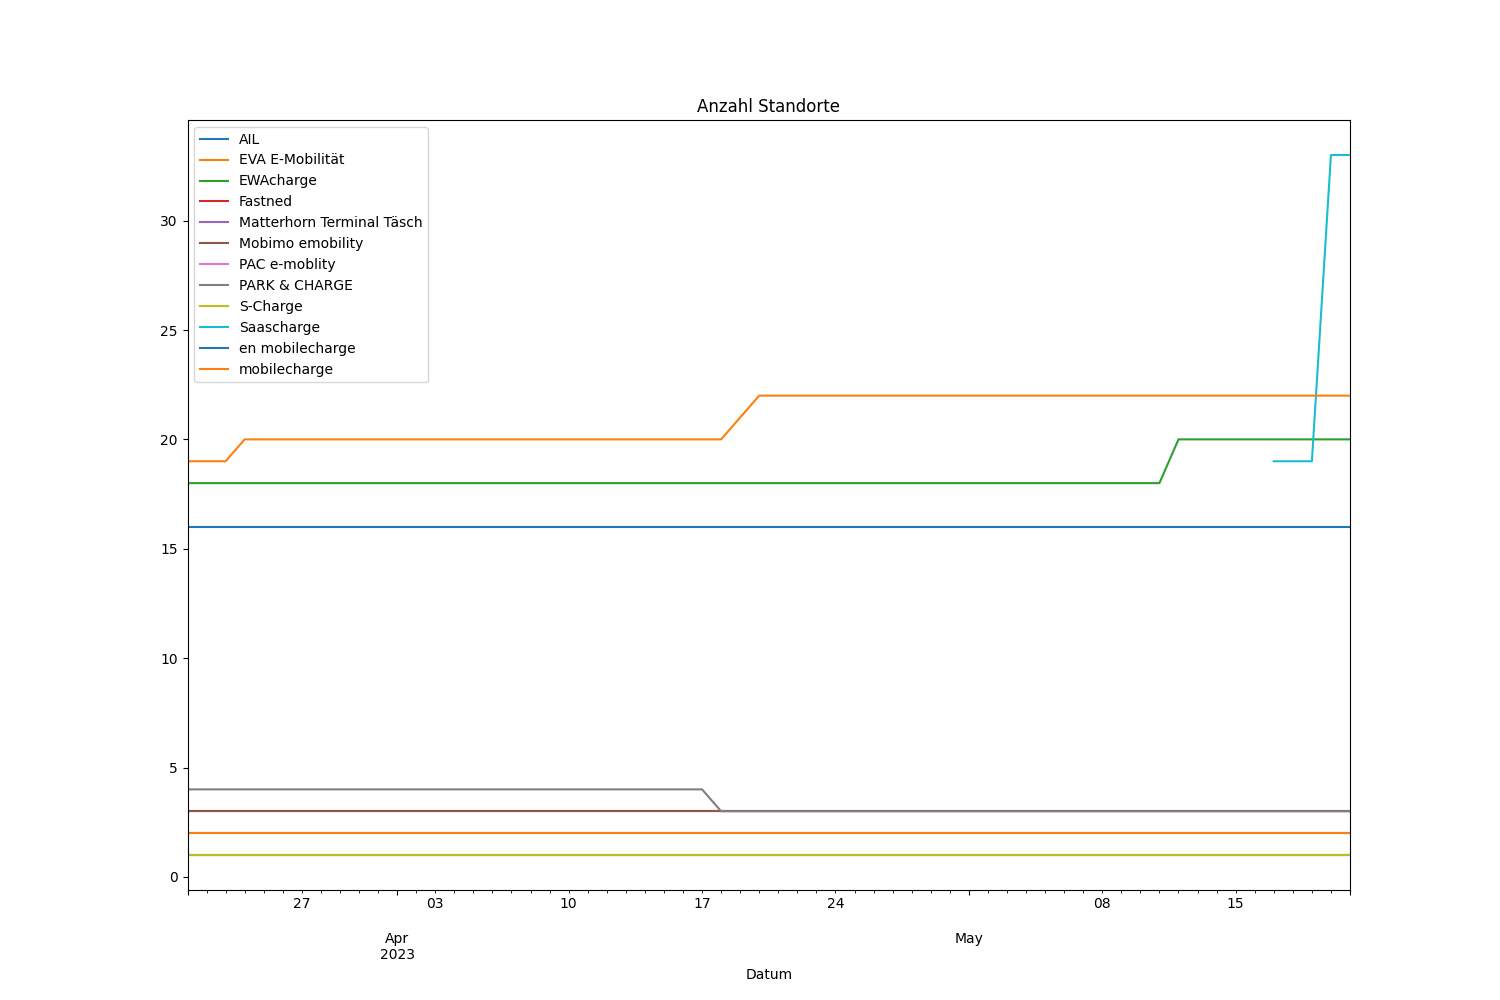 Anzahl Standorte
AIL
EVA E-Mobilität
EWAcharge
Fastned
Matterhorn Terminal Täsch
Mobimo emobility
PAC e-moblity
PARK & CHARGE
S-Charge
Saascharge
en mobilecharge
mobilecharge
30
25
20
15
10
5
0
27 03 10 17 24 08 15
Apr May
2023
Datum